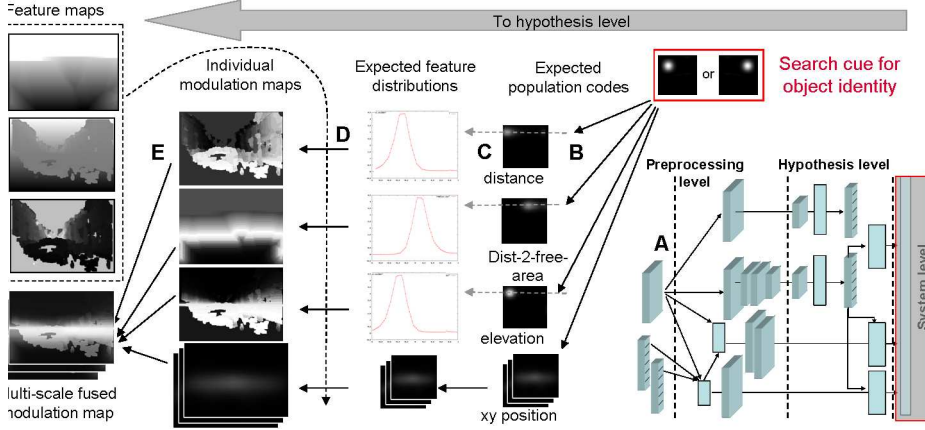 Feature maps
To hypothesis level
Individual
modulation maps
Expected feature
distributions
Expected
population codes
or
Search cue for
object identity
E
D
C
B
distance
Preprocessing
level
Hypothesis level
A
Dist-2-free-
area
elevation
System level
xy position
Multi-scale fused
modulation map